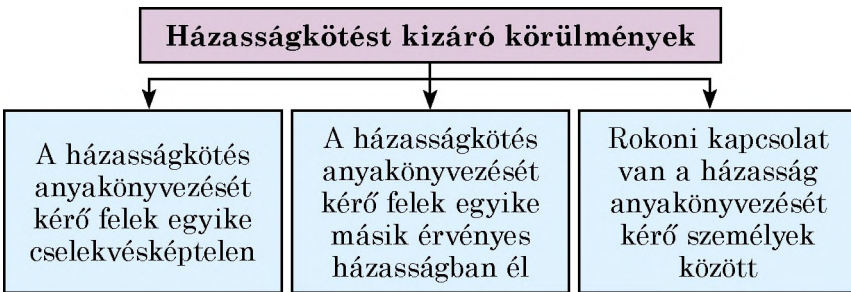 Házasságkötést kizáró körülmények
A házasságkötés
anyakönyvezését
kérő felek egyike
cselekvésképtelen
A házasságkötés
anyakönyvezését
kérő felek egyike
másik érvényes
házasságban él
Rokoni kapcsolat
van a házasság
anyakönyvezését
kérő személyek
között